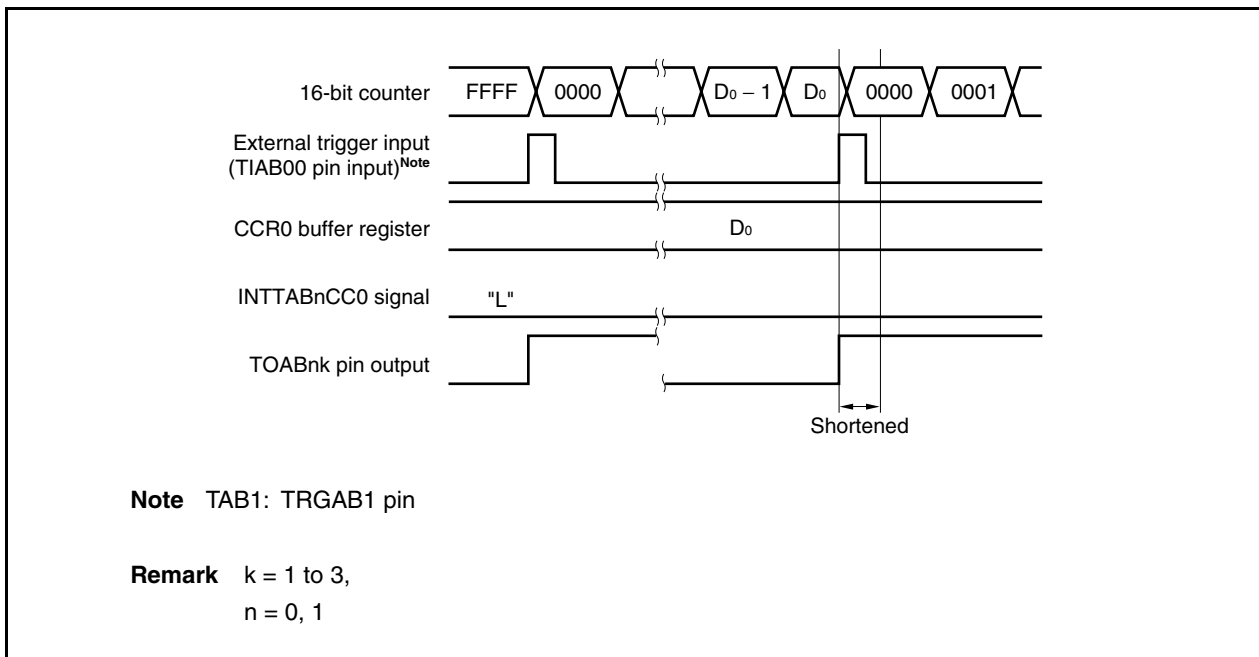 16-bit counter FFFF 0000 D₀ − 1 D₀ 0000 0001
External trigger input
(TIAB00 pin input)Note
CCR0 buffer register D₀
INTTABnCC0 signal "L"
TOABnk pin output
Shortened
Note TAB1: TRGAB1 pin
Remark k = 1 to 3,
n = 0, 1